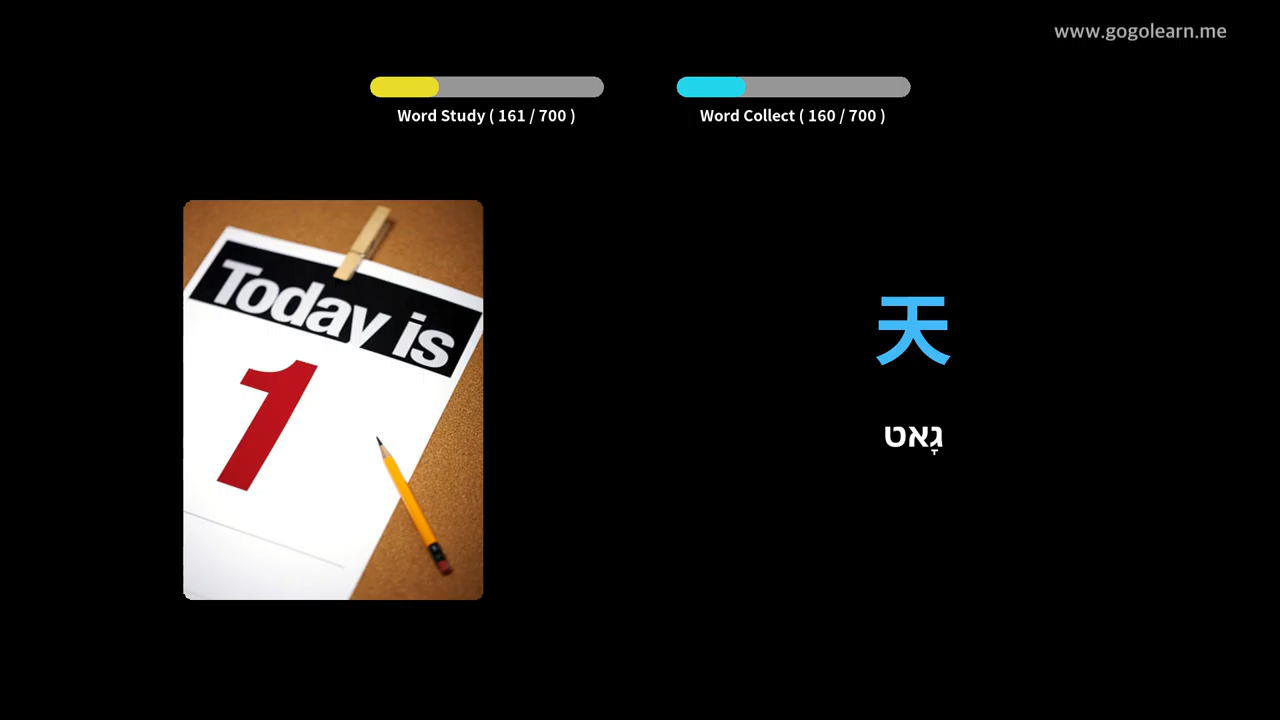 www.gogolearn.me
Word Study ( 161 / 700 )
Word Collect ( 160 / 700 )
Today is
1
天
גָאט